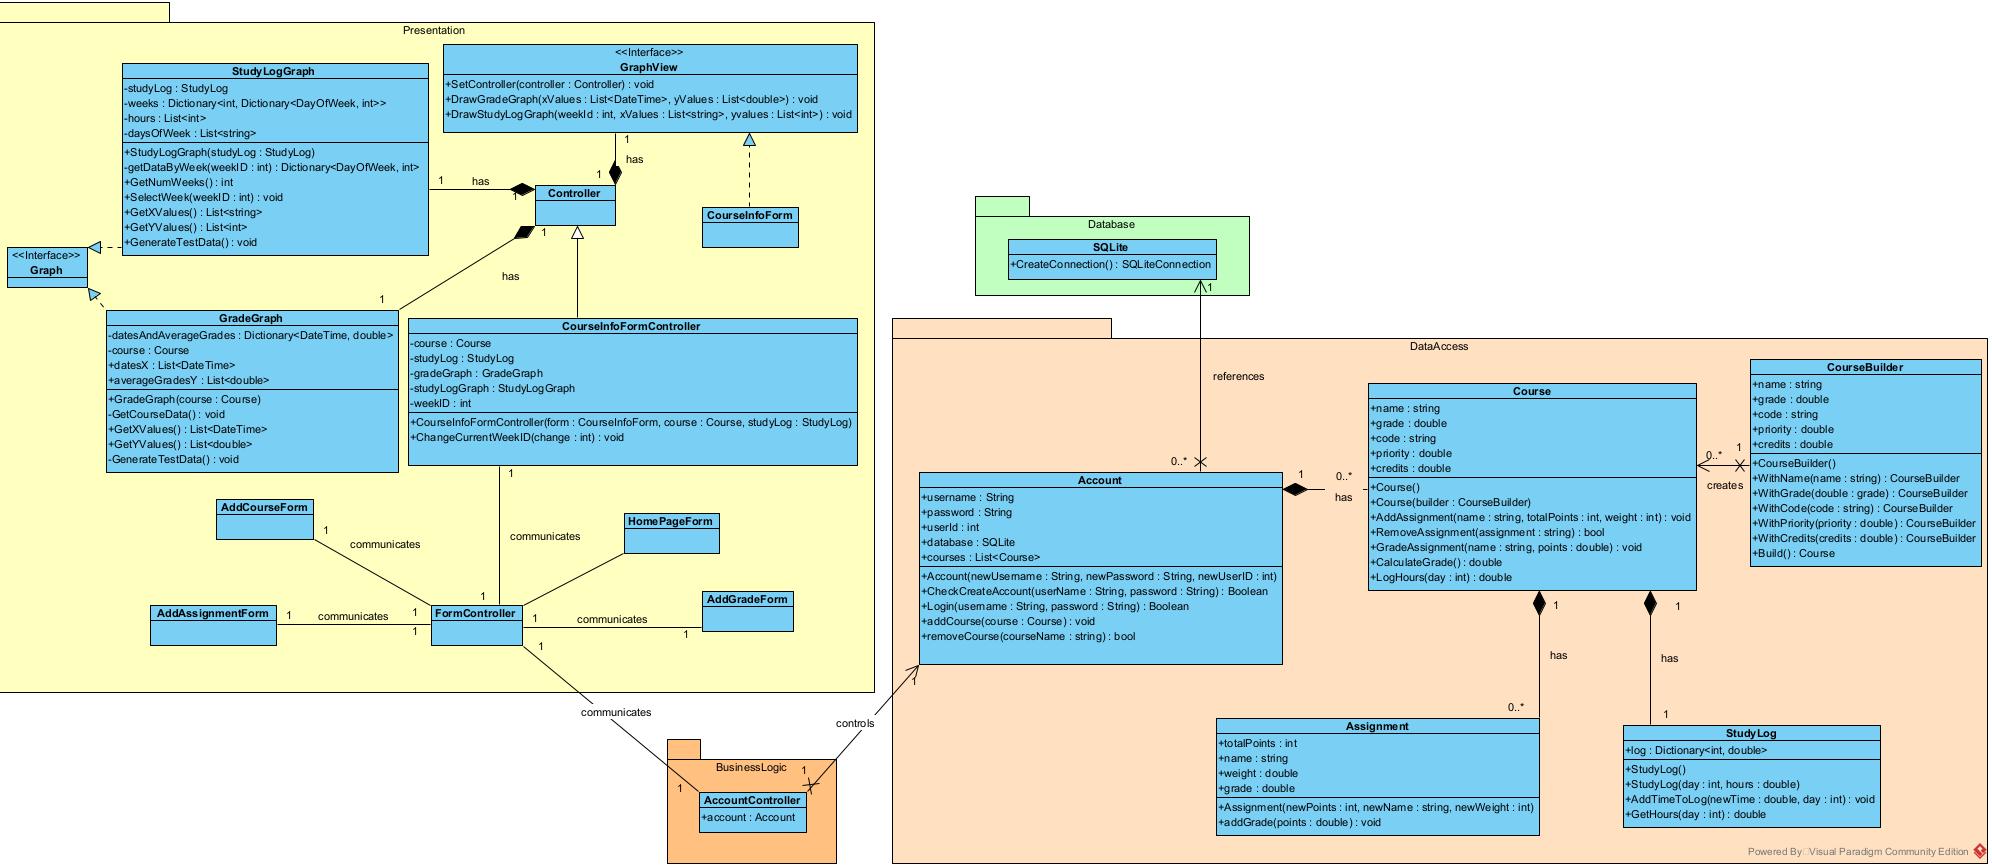 Presentation
StudyLogGraph
-studyLog : StudyLog
-weeks : Dictionary<int, Dictionary<DayOfWeek, int>>
-hours : List<int>
-daysOfWeek : List<string>
+StudyLogGraph(studyLog : StudyLog)
-getDataByWeek(weekID : int) : Dictionary<DayOfWeek, int>
+GetNumWeeks() : int
+SelectWeek(weekID : int) : void
+GetXValues() : List<string>
+GetYValues() : List<int>
+GenerateTestData() : void
<<Interface>>
GraphView
+SetController(controller : Controller) : void
+DrawGradeGraph(xValues : List<DateTime>, yValues : List<double>) : void
+DrawStudyLogGraph(weekId : int, xValues : List<string>, yvalues : List<int>) : void
1
has
1
1
has
1
Controller
1
CourseInfoForm
<<Interface>>
Graph
has
1
GradeGraph
-datesAndAverageGrades : Dictionary<DateTime, double>
-course : Course
+datesX : List<DateTime>
+averageGradesY : List<double>
+GradeGraph(course : Course)
-GetCourseData() : void
+GetXValues() : List<DateTime>
+GetYValues() : List<double>
-GenerateTestData() : void
CourseInfoFormController
-course : Course
-studyLog : StudyLog
-gradeGraph : GradeGraph
-studyLogGraph : StudyLogGraph
-weekID : int
+CourseInfoFormController(form : CourseInfoForm, course : Course, studyLog : StudyLog)
+ChangeCurrentWeekID(change : int) : void
1
AddCourseForm
1
communicates
communicates
HomePageForm
1
AddAssignmentForm
1
communicates
1
1
FormController
1
communicates
1
AddGradeForm
1
communicates
BusinessLogic
1
1
AccountController
+account : Account
controls
1
Database
SQLite
+CreateConnection() : SQLiteConnection
1
references
0..*
DataAccess
Account
+username : String
+password : String
+userId : int
+database : SQLite
+courses : List<Course>
+Account(newUsername : String, newPassword : String, newUserID : int)
+CheckCreateAccount(userName : String, password : String) : Boolean
+Login(username : String, password : String) : Boolean
+addCourse(course : Course) : void
+removeCourse(courseName : string) : bool
1
0..*
has
Course
+name : string
+grade : double
+code : string
+priority : double
+credits : double
+Course()
+Course(builder : CourseBuilder)
+AddAssignment(name : string, totalPoints : int, weight : int) : void
+RemoveAssignment(assignment : string) : bool
+GradeAssignment(name : string, points : double) : void
+CalculateGrade() : double
+LogHours(day : int) : double
0..*
1
creates
CourseBuilder
+name : string
+grade : double
+code : string
+priority : double
+credits : double
+CourseBuilder()
+WithName(name : string) : CourseBuilder
+WithGrade(double : grade) : CourseBuilder
+WithCode(code : string) : CourseBuilder
+WithPriority(priority : double) : CourseBuilder
+WithCredits(credits : double) : CourseBuilder
+Build() : Course
1
has
0..*
1
has
1
Assignment
+totalPoints : int
+name : string
+weight : double
+grade : double
+Assignment(newPoints : int, newName : string, newWeight : int)
+addGrade(points : double) : void
StudyLog
+log : Dictionary<int, double>
+StudyLog()
+StudyLog(day : int, hours : double)
+AddTimeToLog(newTime : double, day : int) : void
+GetHours(day : int) : double
Powered By Visual Paradigm Community Edition